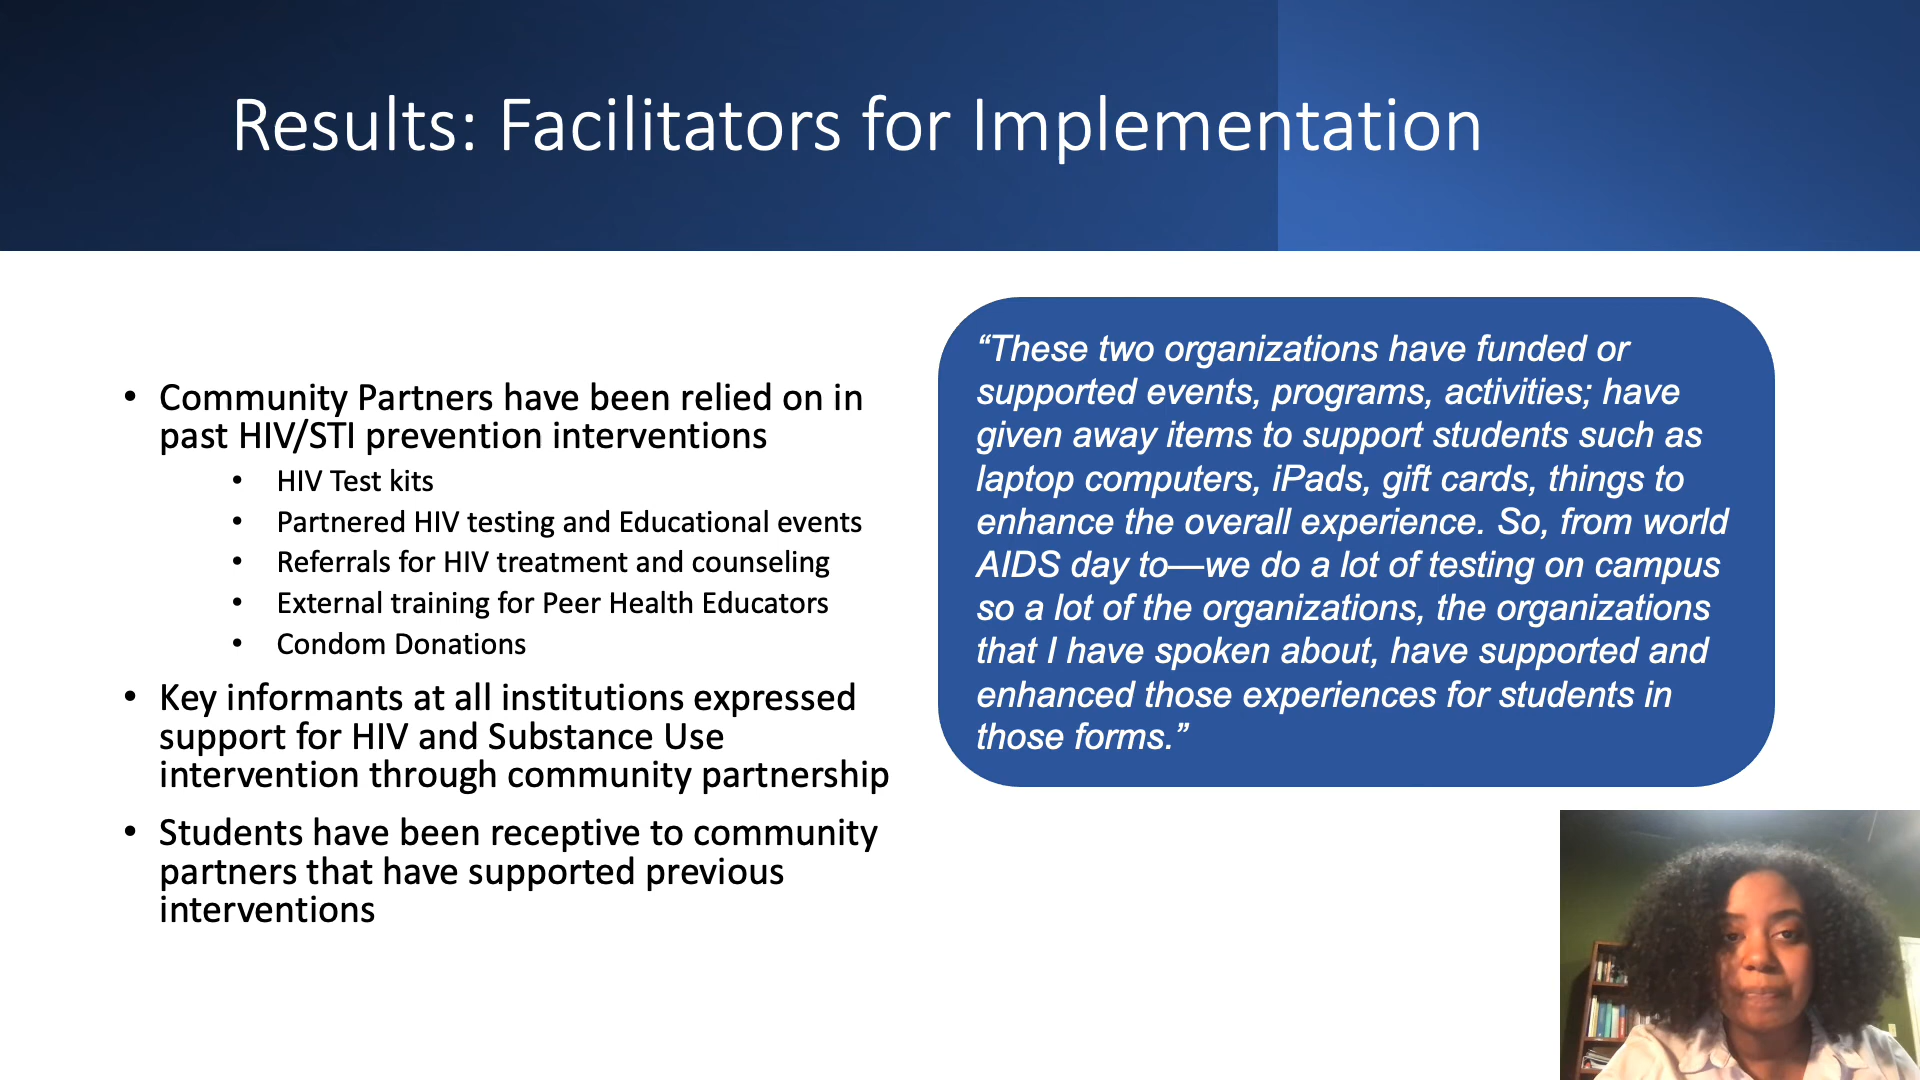 Results: Facilitators for Implementation
• Community Partners have been relied on in
past HIV/STI prevention interventions
• HIV Test kits
• Partnered HIV testing and Educational events
• Referrals for HIV treatment and counseling
• External training for Peer Health Educators
• Condom Donations
• Key informants at all institutions expressed
support for HIV and Substance Use
intervention through community partnership
• Students have been receptive to community
partners that have supported previous
interventions
“These two organizations have funded or
supported events, programs, activities; have
given away items to support students such as
laptop computers, iPads, gift cards, things to
enhance the overall experience. So, from world
AIDS day to—we do a lot of testing on campus
so a lot of the organizations, the organizations
that I have spoken about, have supported and
enhanced those experiences for students in
those forms.”